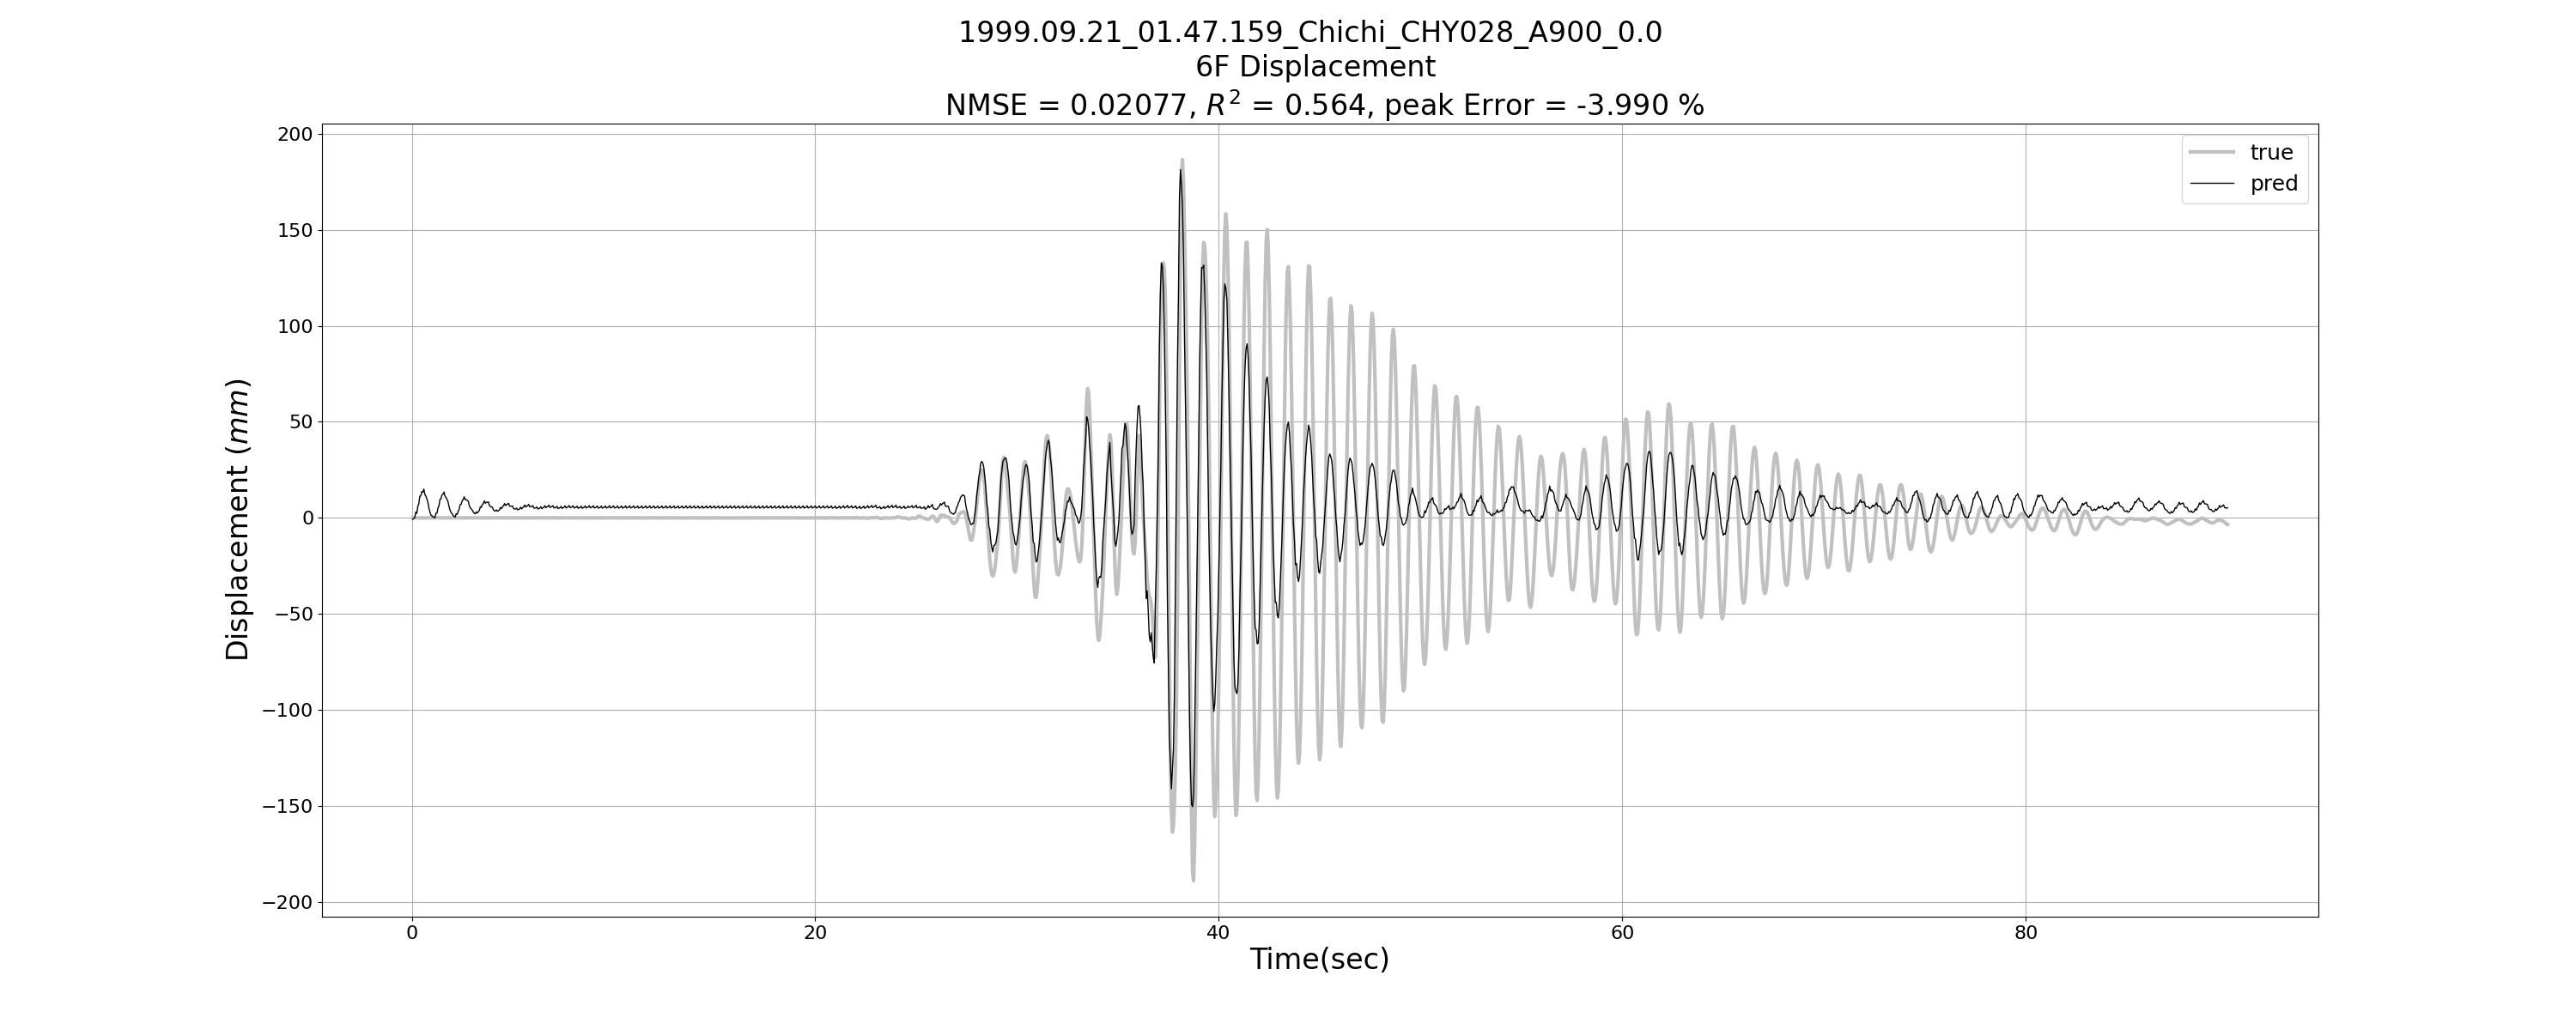 1999.09.21_01.47.159_Chichi_CHY028_A900_0.0
6F Displacement
NMSE = 0.02077, R² = 0.564, peak Error = -3.990 %
true
pred
Displacement (mm)
200
150
100
50
0
−50
−100
−150
−200
0 20 40 60 80
Time(sec)